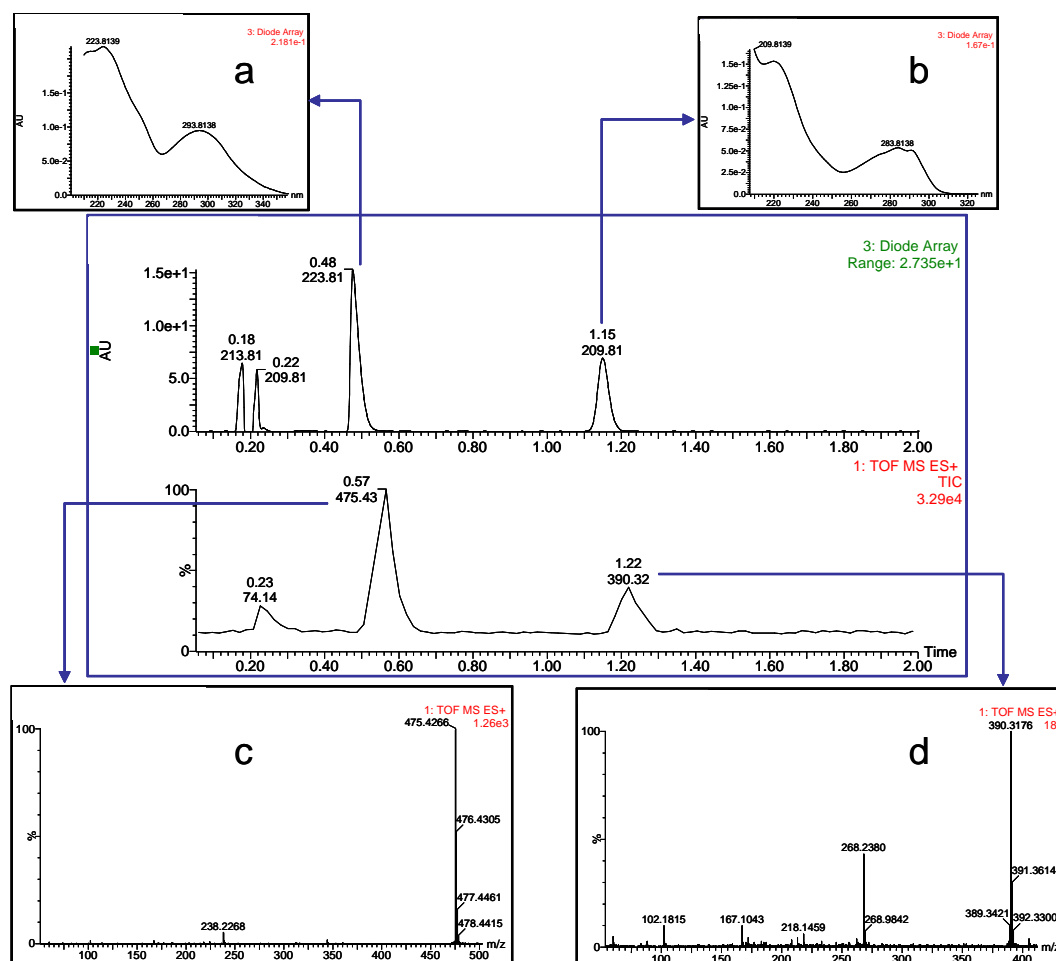 3: Diode Array
2.181e-1
223.8139
a
AU
1.5e-1
1.0e-1
5.0e-2
0.0
293.8138
220 240 260 280 300 320 340
nm
3: Diode Array
1.67e-1
209.8139
b
AU
1.5e-1
1.25e-1
1.0e-1
7.5e-2
5.0e-2
2.5e-2
0.0
283.8138
220 240 260 280 300 320
nm
3: Diode Array
Range: 2.735e+1
AU
1.5e+1
1.0e+1
5.0
0.0
0.18
213.81
0.22
209.81
0.48
223.81
1.15
209.81
0.20 0.40 0.60 0.80 1.00 1.20 1.40 1.60 1.80 2.00
1: TOF MS ES+
TIC
3.29e4
100
%
0
0.23
74.14
0.57
475.43
1.22
390.32
0.20 0.40 0.60 0.80 1.00 1.20 1.40 1.60 1.80 2.00
Time
1: TOF MS ES+
1.26e3
c
100
%
0
475.4266
476.4305
477.4461
478.4415
238.2268
100 150 200 250 300 350 400 450 500
m/z
1: TOF MS ES+
18
d
100
%
0
390.3176
391.3614
392.3300
389.3421
268.2380
268.9842
102.1815
167.1043
218.1459
100 150 200 250 300 350 400
m/z